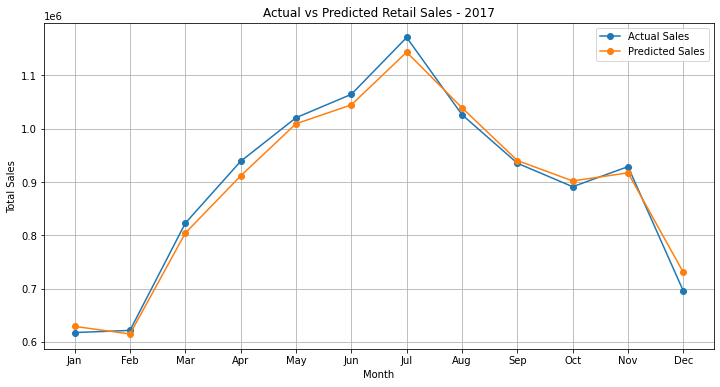 Actual vs Predicted Retail Sales - 2017
1e6
Actual Sales
Predicted Sales
1.1
1.0
0.9
0.8
0.7
0.6
Total Sales
Jan Feb Mar Apr May Jun Jul Aug Sep Oct Nov Dec
Month